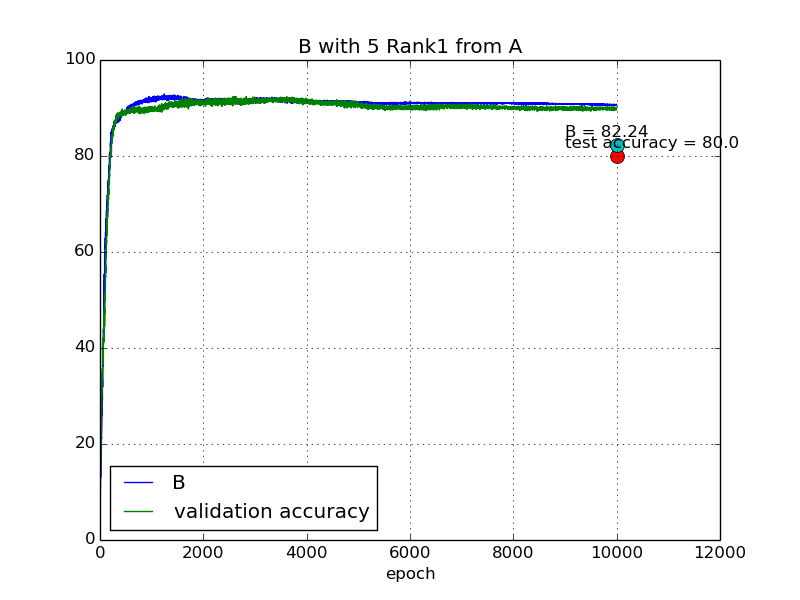 B with 5 Rank1 from A
100
80
60
40
20
0
B = 82.24
test accuracy = 80.0
B
validation accuracy
0 2000 4000 6000 8000 10000 12000
epoch